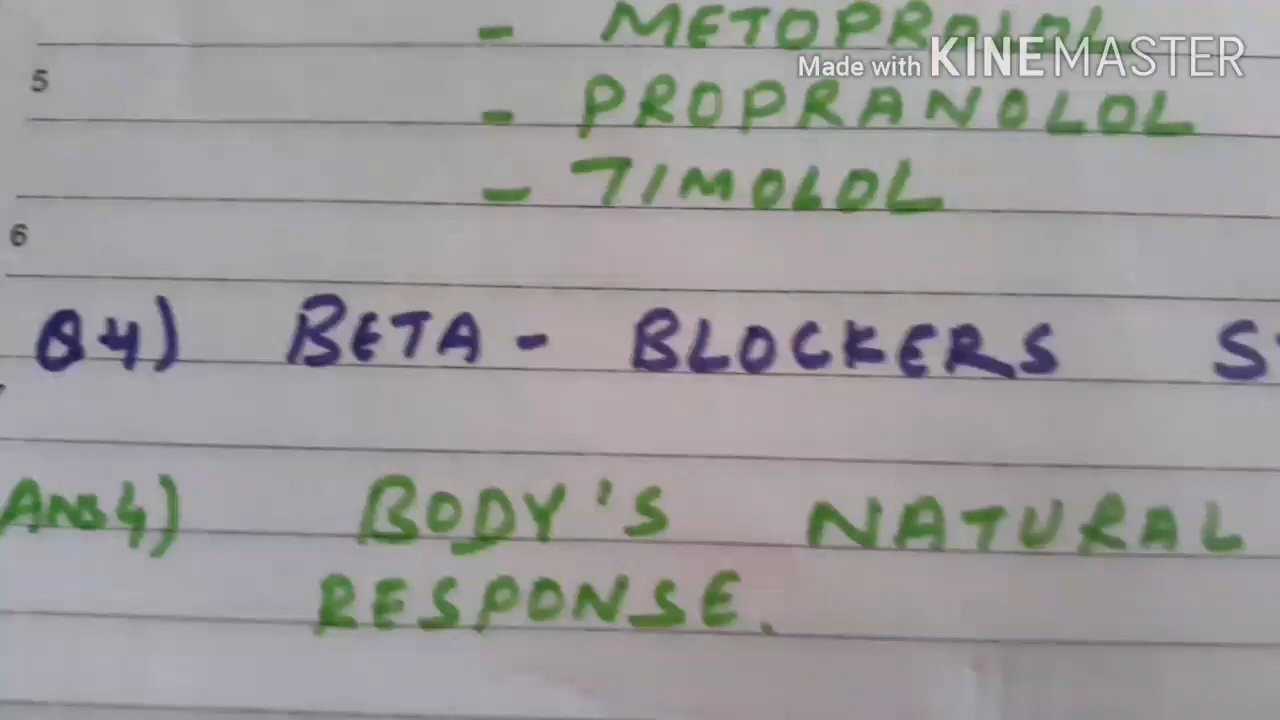 - METOPROLOL
Made with KINEMASTER
5
- PROPRANOLOL
- TIMOLOL
6
Q4) BETA - BLOCKERS
Ans4) BODY'S NATURAL
RESPONSE.